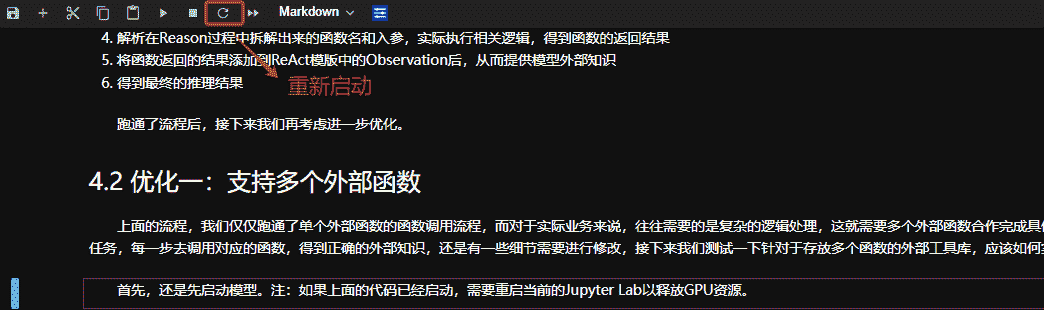 Markdown
4. 解析在Reason过程中拆解出来的函数名和入参，实际执行相关逻辑，得到函数的返回结果
5. 将函数返回的结果添加到ReAct模版中的Observation后，从而提供模型外部知识
6. 得到最终的推理结果
重新启动
跑通了流程后，接下来我们再考虑进一步优化。
4.2 优化一：支持多个外部函数
上面的流程，我们仅仅跑通了单个外部函数的函数调用流程，而对于实际业务来说，往往需要的是复杂的逻辑处理，这就需要多个外部函数合作完成具
任务，每一步去调用对应的函数，得到正确的外部知识，还是有一些细节需要进行修改，接下来我们测试一下针对于存放多个函数的外部工具库，应该如何
首先，还是先启动模型。注：如果上面的代码已经启动，需要重启当前的Jupyter Lab以释放GPU资源。